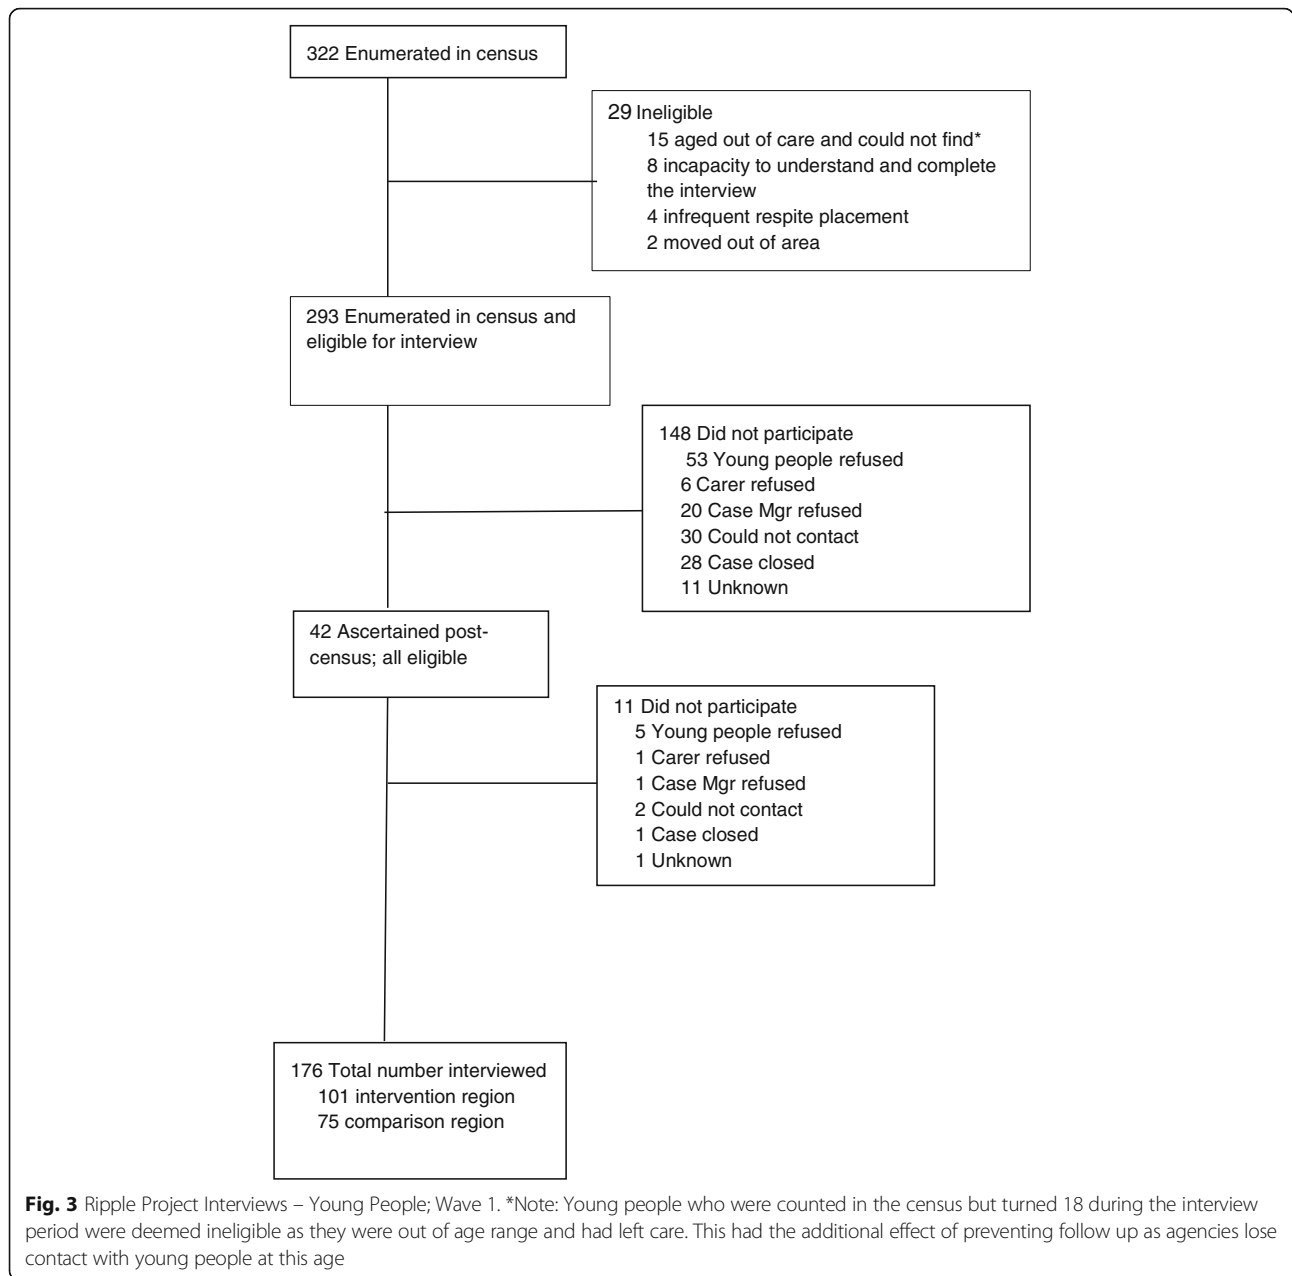 322 Enumerated in census
29 Ineligible
15 aged out of care and could not find*
8 incapacity to understand and complete
the interview
4 infrequent respite placement
2 moved out of area
293 Enumerated in census and
eligible for interview
148 Did not participate
53 Young people refused
6 Carer refused
20 Case Mgr refused
30 Could not contact
28 Case closed
11 Unknown
42 Ascertained post-
census; all eligible
11 Did not participate
5 Young people refused
1 Carer refused
1 Case Mgr refused
2 Could not contact
1 Case closed
1 Unknown
176 Total number interviewed
101 intervention region
75 comparison region
Fig. 3 Ripple Project Interviews – Young People; Wave 1. *Note: Young people who were counted in the census but turned 18 during the interview
period were deemed ineligible as they were out of age range and had left care. This had the additional effect of preventing follow up as agencies lose
contact with young people at this age